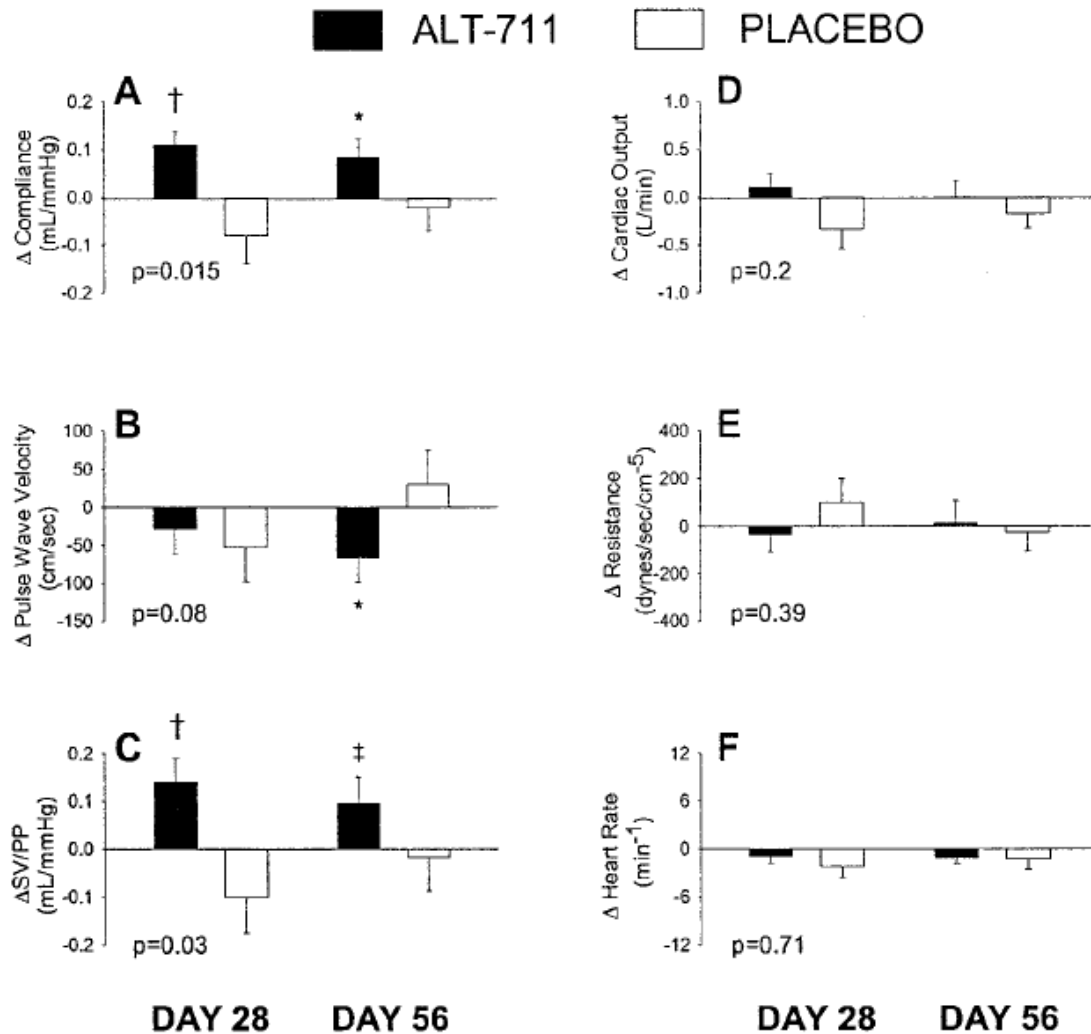 ALT-711 PLACEBO
A
Δ Compliance
(mL/mmHg)
0.2
0.1
0.0
-0.1
-0.2
†
*
p=0.015
D
Δ Cardiac Output
(L/min)
1.0
0.5
0.0
-0.5
-1.0
p=0.2
B
Δ Pulse Wave Velocity
(cm/sec)
100
50
0
-50
-100
-150
*
p=0.08
E
Δ Resistance
(dynes/sec/cm⁻⁵)
400
200
0
-200
-400
p=0.39
C
ΔSV/PP
(mL/mmHg)
0.2
0.1
0.0
-0.1
-0.2
†
‡
p=0.03
F
Δ Heart Rate
(min⁻¹)
12
6
0
-6
-12
p=0.71
DAY 28 DAY 56
DAY 28 DAY 56